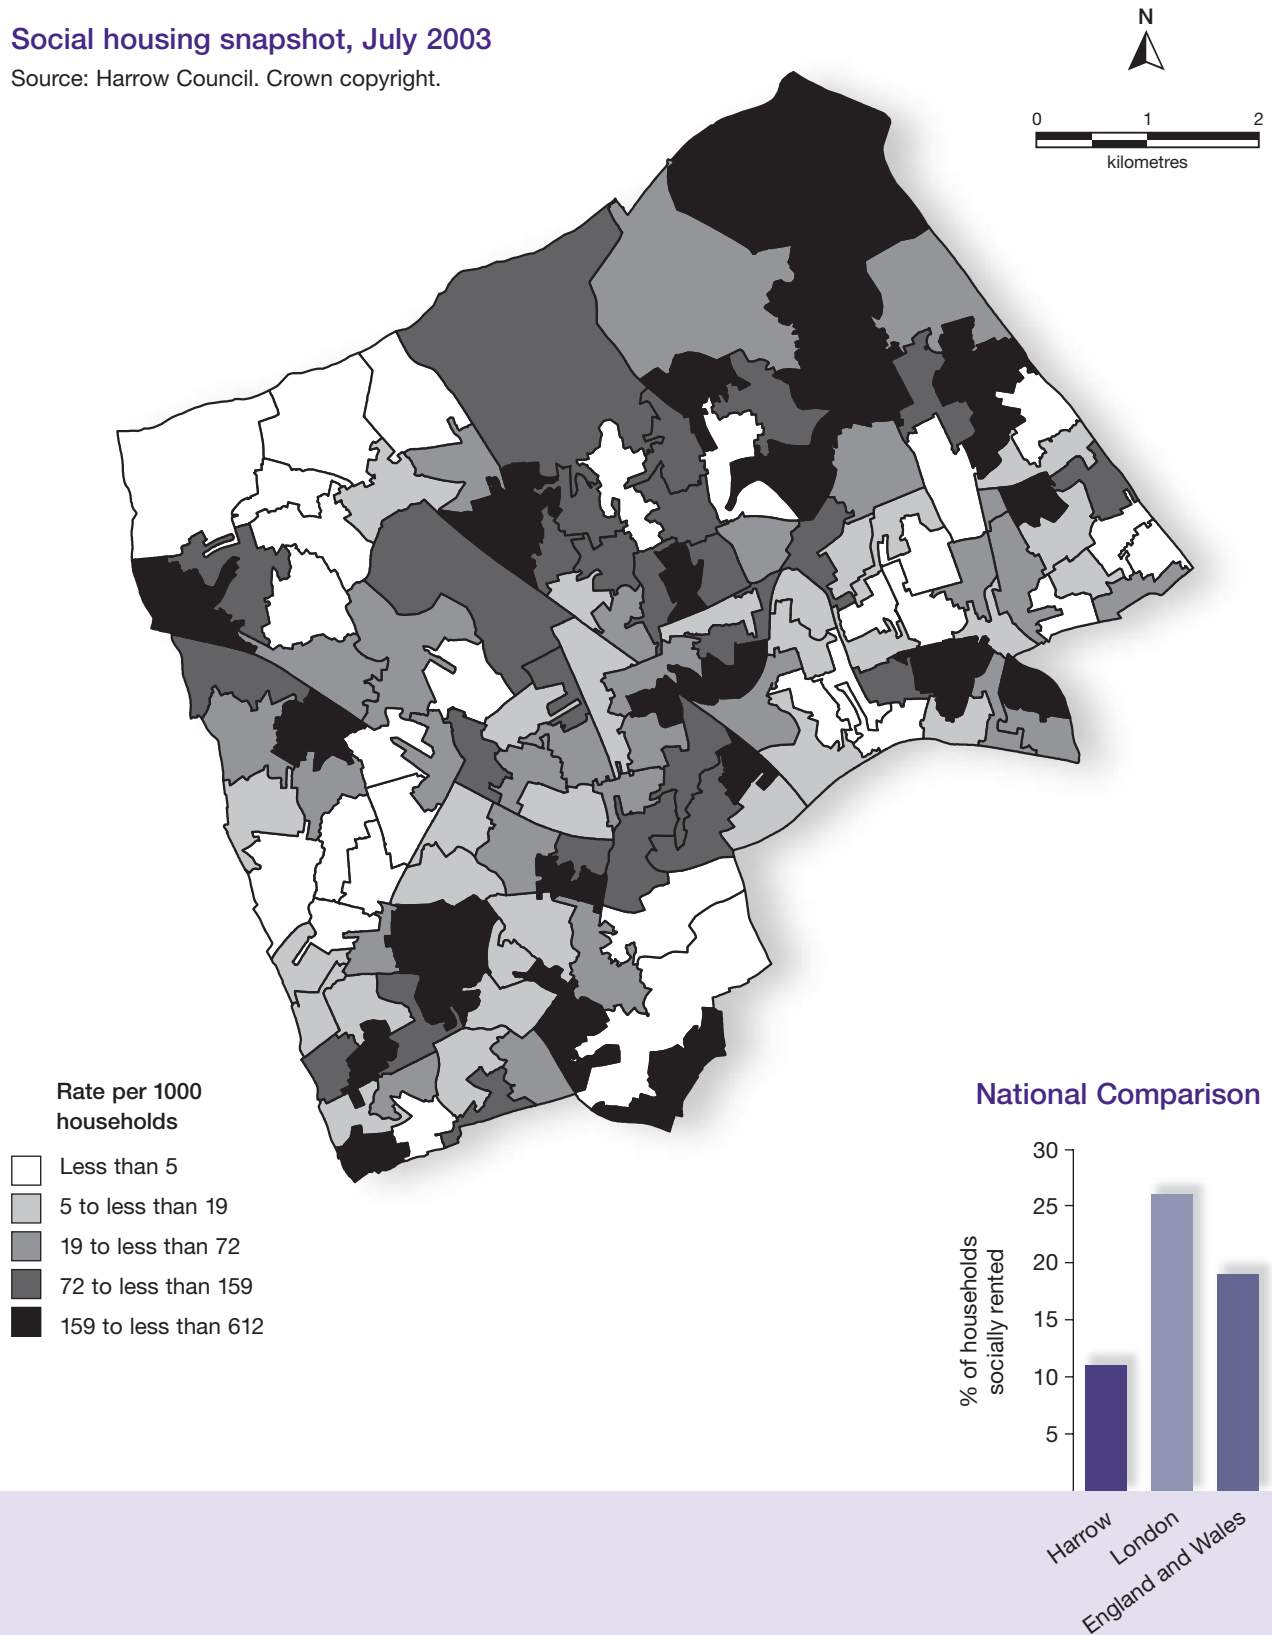 Social housing snapshot, July 2003
Source: Harrow Council. Crown copyright.
N
0 1 2
kilometres
Rate per 1000
households
Less than 5
5 to less than 19
19 to less than 72
72 to less than 159
159 to less than 612
National Comparison
% of households
socially rented
30
25
20
15
10
5
Harrow
London
England and Wales